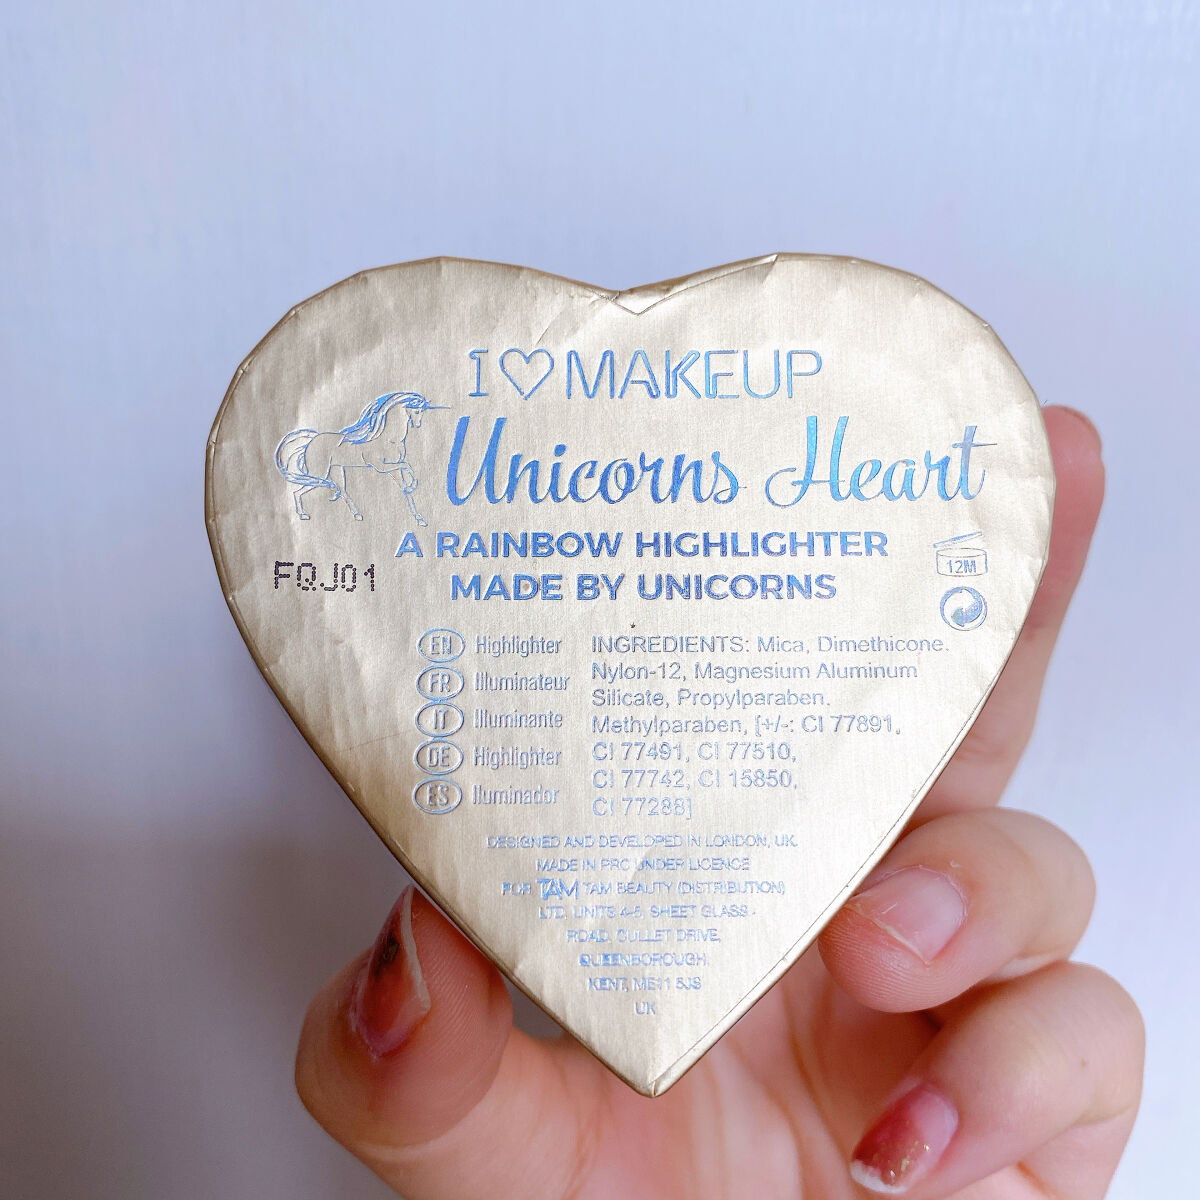 I♡MAKEUP
Unicorns Heart
A RAINBOW HIGHLIGHTER
MADE BY UNICORNS
12M
FQJ01
EN Highlighter
FR Illuminateur
IT Illuminante
DE Highlighter
ES Iluminador
INGREDIENTS: Mica, Dimethicone,
Nylon-12, Magnesium Aluminum
Silicate, Propylparaben,
Methylparaben, [+/-: CI 77891,
CI 77491, CI 77510,
CI 77742, CI 15850,
CI 77288]
DESIGNED AND DEVELOPED IN LONDON, UK.
MADE IN PRC UNDER LICENCE
FOR TAM TAM BEAUTY (DISTRIBUTION)
LTD. UNITS 4-5, SHEET GLASS
ROAD, CULLET DRIVE,
QUEENBOROUGH,
KENT, ME11 5JS
UK